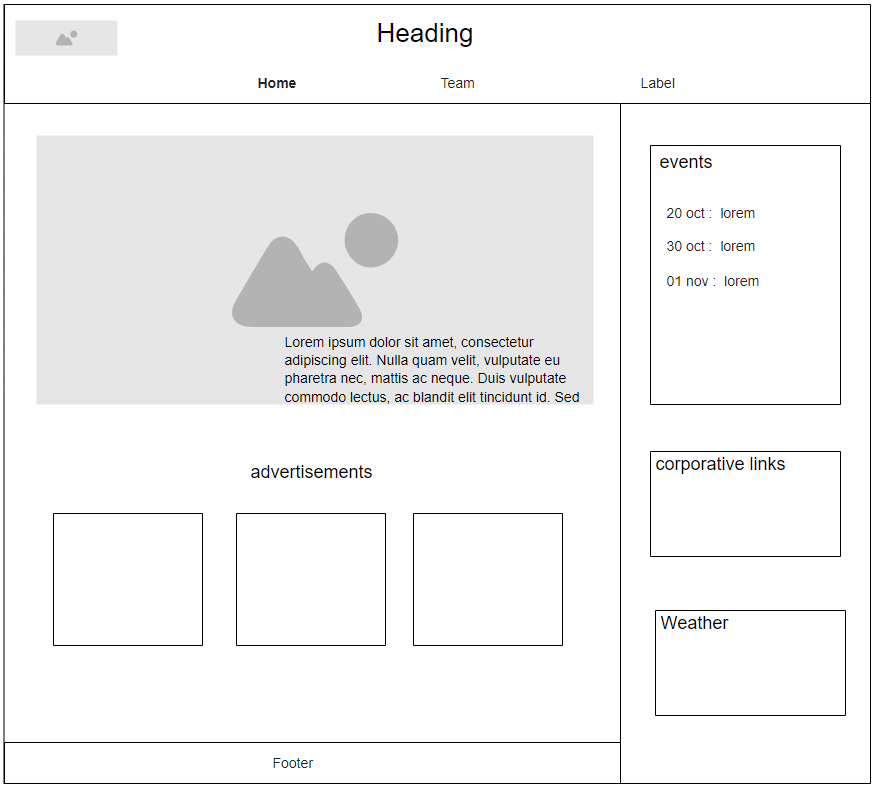 Heading
Home
Team
Label
Lorem ipsum dolor sit amet, consectetur
adipiscing elit. Nulla quam velit, vulputate eu
pharetra nec, mattis ac neque. Duis vulputate
commodo lectus, ac blandit elit tincidunt id. Sed
advertisements
events
20 oct : lorem
30 oct : lorem
01 nov : lorem
corporative links
Weather
Footer